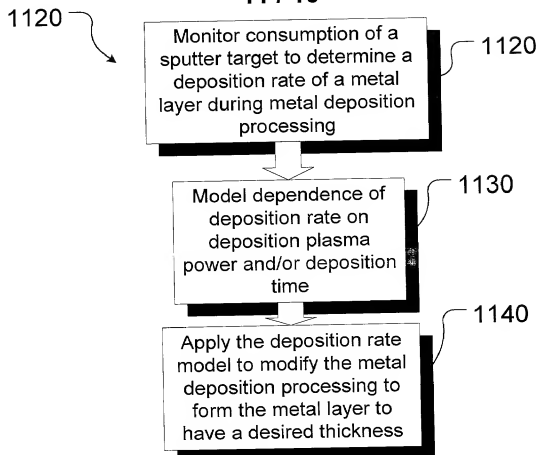 1120
Monitor consumption of a
sputter target to determine a
deposition rate of a metal
layer during metal deposition
processing
1120
Model dependence of
deposition rate on
deposition plasma
power and/or deposition
time
1130
Apply the deposition rate
model to modify the metal
deposition processing to
form the metal layer to
have a desired thickness
1140